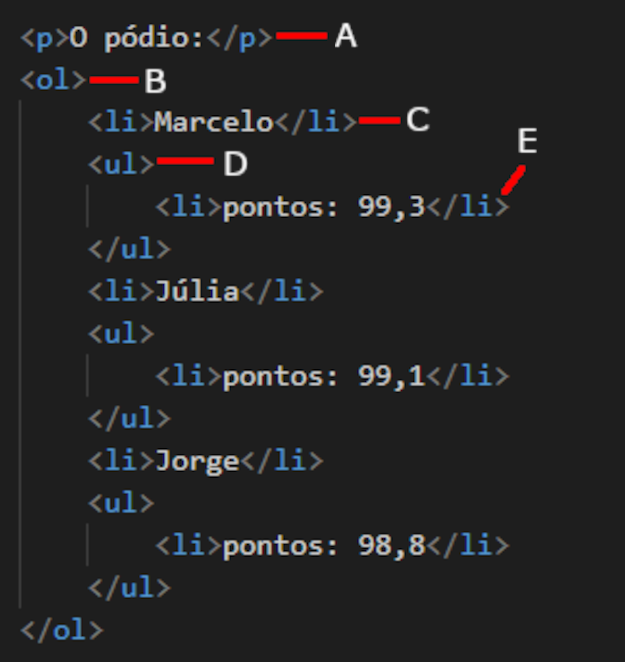 <p>O pódio:</p> A
<ol> B
<li>Marcelo</li> C
<ul> D E
<li>pontos: 99,3</li>
</ul>
<li>Júlia</li>
<ul>
<li>pontos: 99,1</li>
</ul>
<li>Jorge</li>
<ul>
<li>pontos: 98,8</li>
</ul>
</ol>